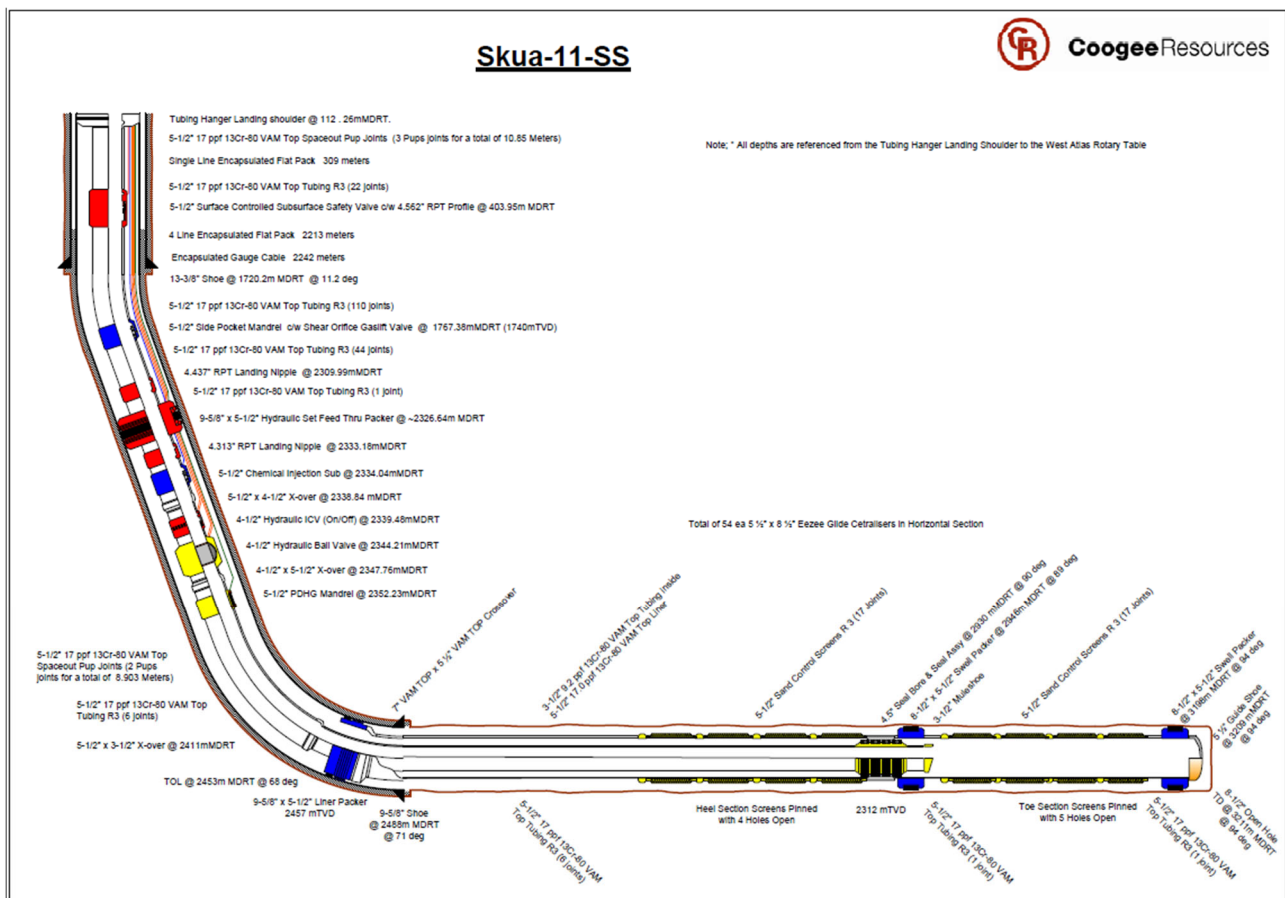 Skua-11-SS
CR
CoogeeResources
Tubing Hanger Landing shoulder @ 112 . 26mMDRT.
5-1/2" 17 ppf 13Cr-80 VAM Top Spaceout Pup Joints (3 Pups joints for a total of 10.85 Meters)
Note; " All depths are referenced from the Tubing Hanger Landing Shoulder to the West Atlas Rotary Table
Single Line Encapsulated Flat Pack 309 meters
5-1/2" 17 ppf 13Cr-80 VAM Top Tubing R3 (22 joints)
5-1/2" Surface Controlled Subsurface Safety Valve c/w 4.562" RPT Profile @ 403.95m MDRT
4 Line Encapsulated Flat Pack 2213 meters
Encapsulated Gauge Cable 2242 meters
13-3/8" Shoe @ 1720.2m MDRT @ 11.2 deg
5-1/2" 17 ppf 13Cr-80 VAM Top Tubing R3 (110 joints)
5-1/2" Side Pocket Mandrel c/w Shear Orifice Gaslift Valve @ 1767.38mMDRT (1740mTVD)
5-1/2" 17 ppf 13Cr-80 VAM Top Tubing R3 (44 joints)
4.437" RPT Landing Nipple @ 2309.99mMDRT
5-1/2" 17 ppf 13Cr-80 VAM Top Tubing R3 (1 joint)
9-5/8" x 5-1/2" Hydraulic Set Feed Thru Packer @ ~2326.64m MDRT
4.313" RPT Landing Nipple @ 2333.18mMDRT
5-1/2" Chemical Injection Sub @ 2334.04mMDRT
5-1/2" x 4-1/2" X-over @ 2338.84 mMDRT
4-1/2" Hydraulic ICV (On/Off) @ 2339.48mMDRT
Total of 54 ea 5 ½" x 8 ½" Eezee Glide Cetralisers in Horizontal Section
4-1/2" Hydraulic Ball Valve @ 2344.21mMDRT
4-1/2" x 5-1/2" X-over @ 2347.76mMDRT
5-1/2" PDHG Mandrel @ 2352.23mMDRT
5-1/2" 17 ppf 13Cr-80 VAM Top
Spaceout Pup Joints (2 Pups
joints for a total of 8.903 Meters)
5-1/2" 17 ppf 13Cr-80 VAM Top
Tubing R3 (6 joints)
5-1/2" x 3-1/2" X-over @ 2411mMDRT
TOL @ 2453m MDRT @ 68 deg
9-5/8" x 5-1/2" Liner Packer
2457 mTVD
9-5/8" Shoe
@ 2488m MDRT
@ 71 deg
7" VAM TOP x 5 ½" VAM TOP Crossover
3-1/2" 9.2 ppf 13Cr-80 VAM Top Tubing Inside
5-1/2" 17.0 ppf 13Cr-80 VAM Top Liner
5-1/2" Sand Control Screens R 3 (17 Joints)
4.5" Seal Bore & Seal Assy @ 2930 mMDRT @ 90 deg
8-1/2" x 5-1/2" Swell Packer @ 2946m MDRT @ 89 deg
3-1/2" Muleshoe
5-1/2" Sand Control Screens R 3 (17 Joints)
8-1/2" x 5-1/2" Swell Packer
@ 3198m MDRT @ 94 deg
5 ½" Guide Shoe
@ 3209 mMDRT
@ 94 deg
5-1/2" 17 ppf 13Cr-80 VAM
Top Tubing R3 (6 joints)
Heel Section Screens Pinned
with 4 Holes Open
2312 mTVD
5-1/2" 17 ppf 13Cr-80 VAM
Top Tubing R3 (1 joint)
Toe Section Screens Pinned
with 5 Holes Open
5-1/2" 17 ppf 13Cr-80 VAM
Top Tubing R3 (1 joint)
8-1/2" Open Hole
TD @ 3211m MDRT
@ 94 deg